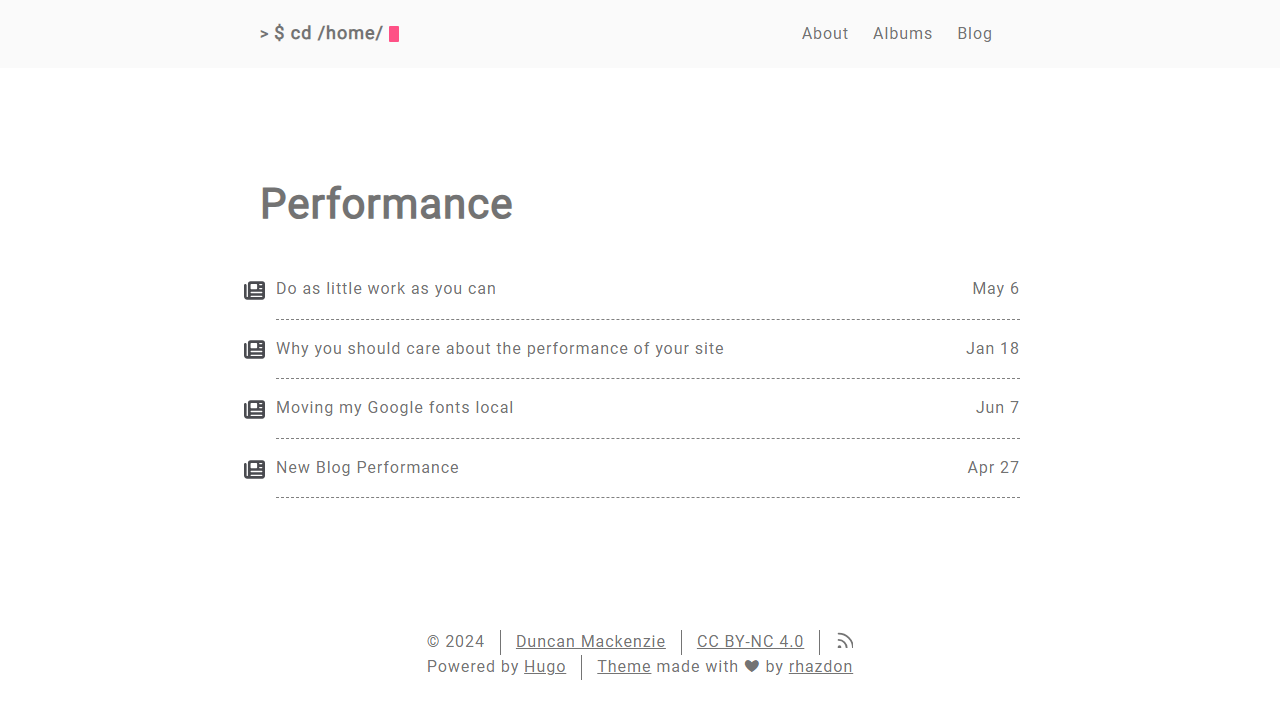 > $ cd /home/
About Albums Blog
Performance
Do as little work as you can May 6
Why you should care about the performance of your site Jan 18
Moving my Google fonts local Jun 7
New Blog Performance Apr 27
© 2024 Duncan Mackenzie CC BY-NC 4.0
Powered by Hugo Theme made with ❤ by rhazdon